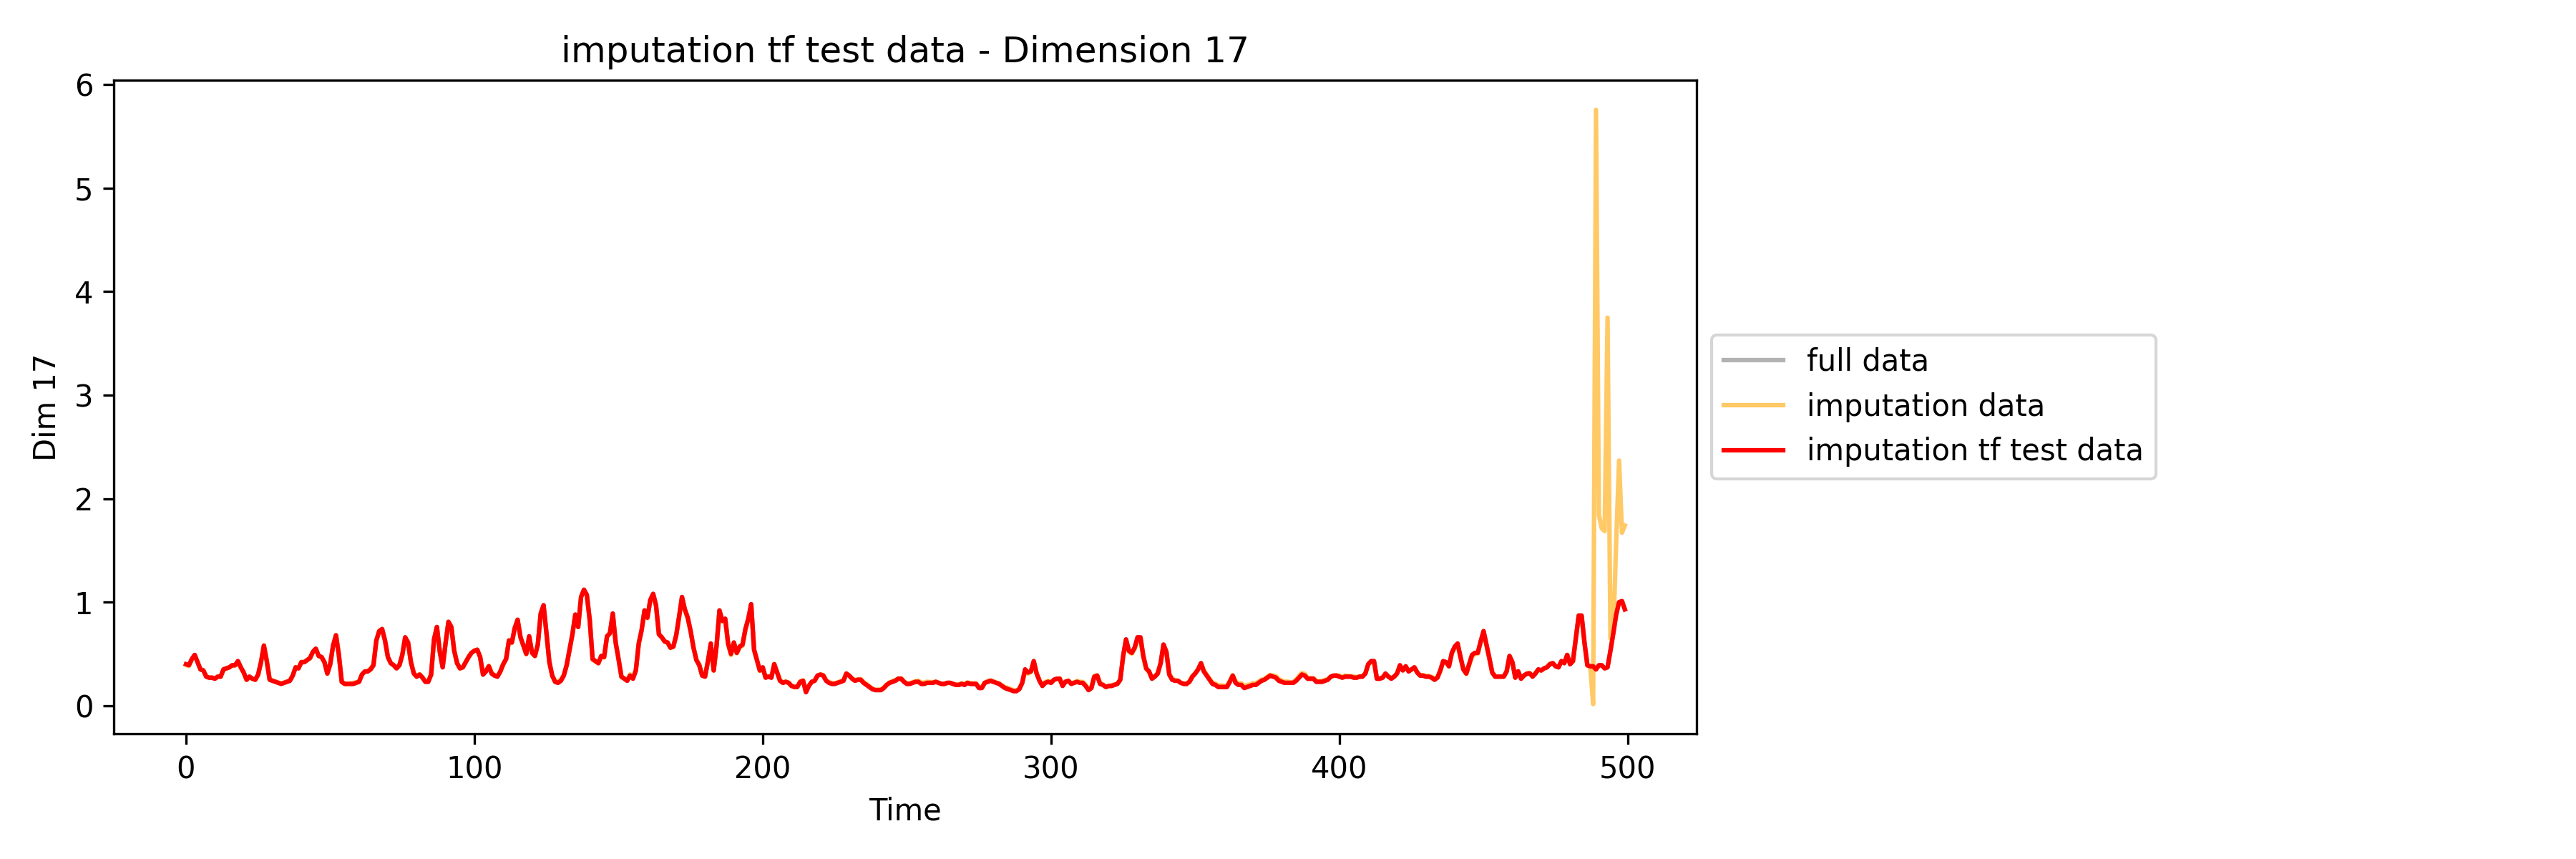 imputation tf test data - Dimension 17
6
5
4
3
2
1
0
Dim 17
0 100 200 300 400 500
Time
full data
imputation data
imputation tf test data